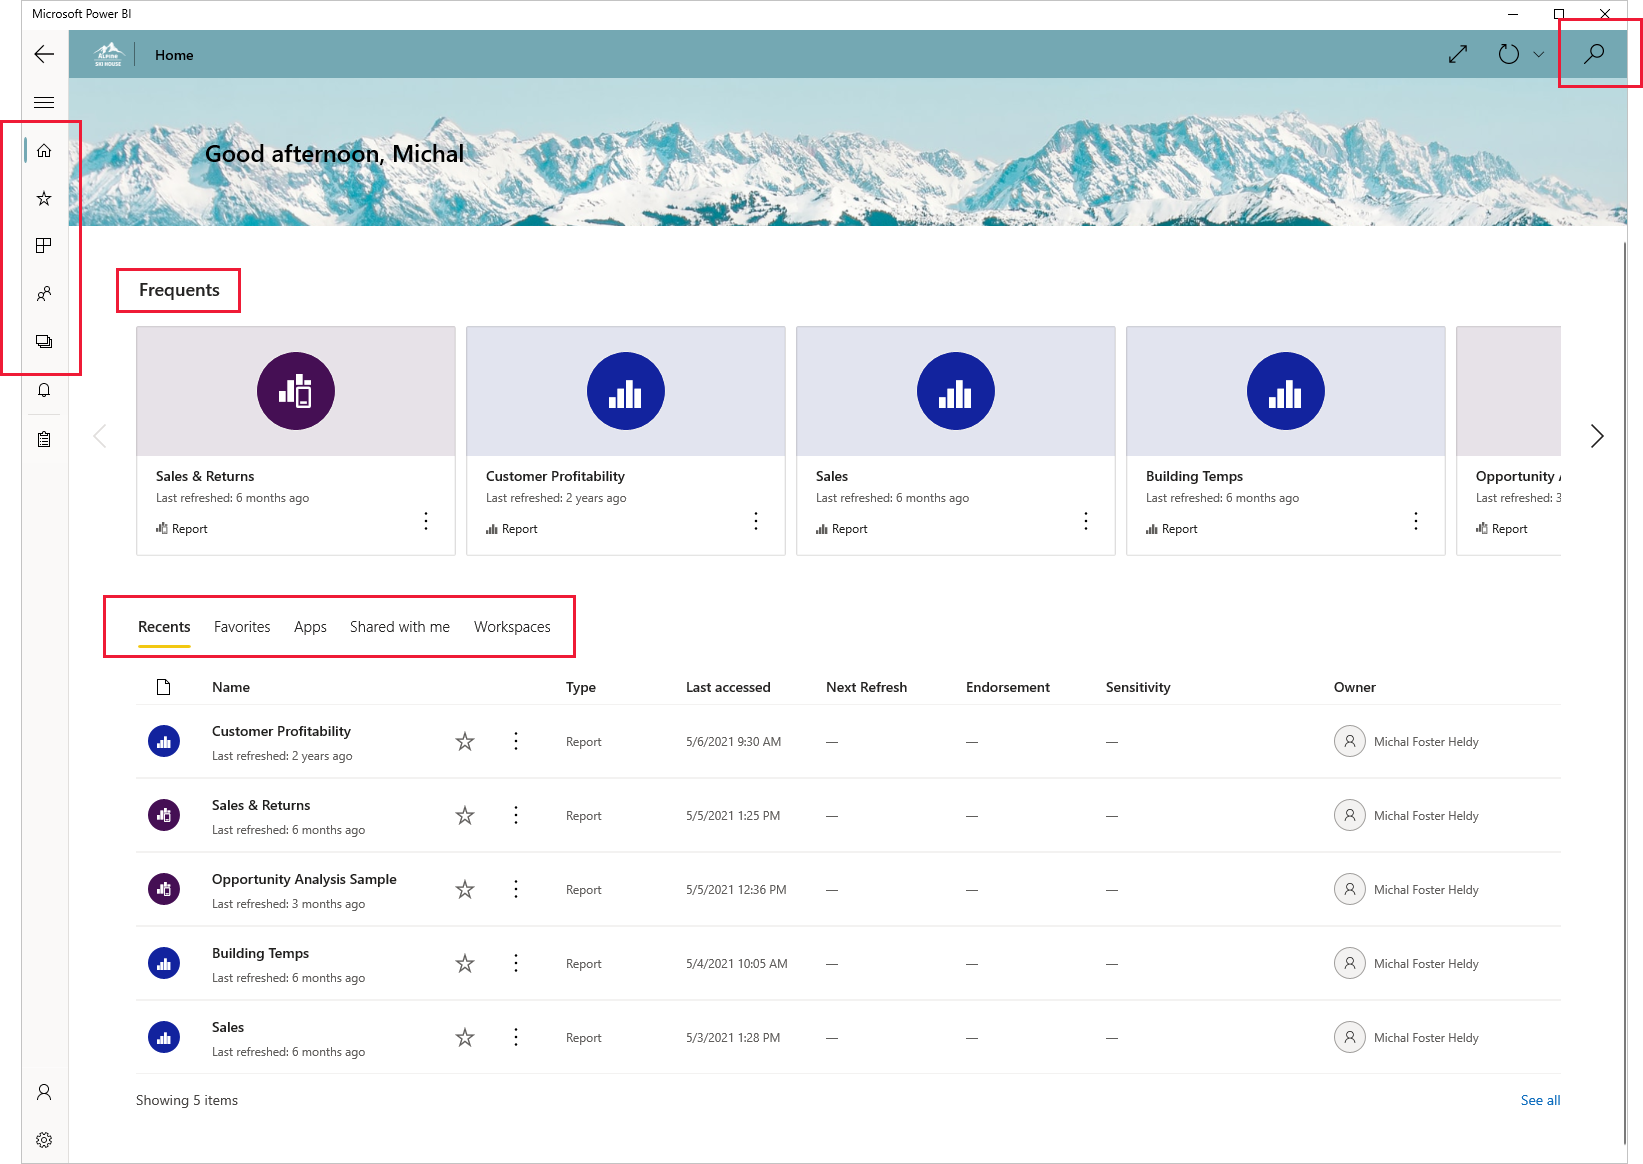 Microsoft Power BI
ALPINE
SKI HOUSE
Home
Good afternoon, Michal
Frequents
Sales & Returns
Last refreshed: 6 months ago
Report
Customer Profitability
Last refreshed: 2 years ago
Report
Sales
Last refreshed: 6 months ago
Report
Building Temps
Last refreshed: 6 months ago
Report
Opportunity
Last refreshed: 3
Report
Recents Favorites Apps Shared with me Workspaces
Name Type Last accessed Next Refresh Endorsement Sensitivity Owner
Customer Profitability
Last refreshed: 2 years ago
Report 5/6/2021 9:30 AM — — — Michal Foster Heldy
Sales & Returns
Last refreshed: 6 months ago
Report 5/5/2021 1:25 PM — — — Michal Foster Heldy
Opportunity Analysis Sample
Last refreshed: 3 months ago
Report 5/5/2021 12:36 PM — — — Michal Foster Heldy
Building Temps
Last refreshed: 6 months ago
Report 5/4/2021 10:05 AM — — — Michal Foster Heldy
Sales
Last refreshed: 6 months ago
Report 5/3/2021 1:28 PM — — — Michal Foster Heldy
Showing 5 items
See all